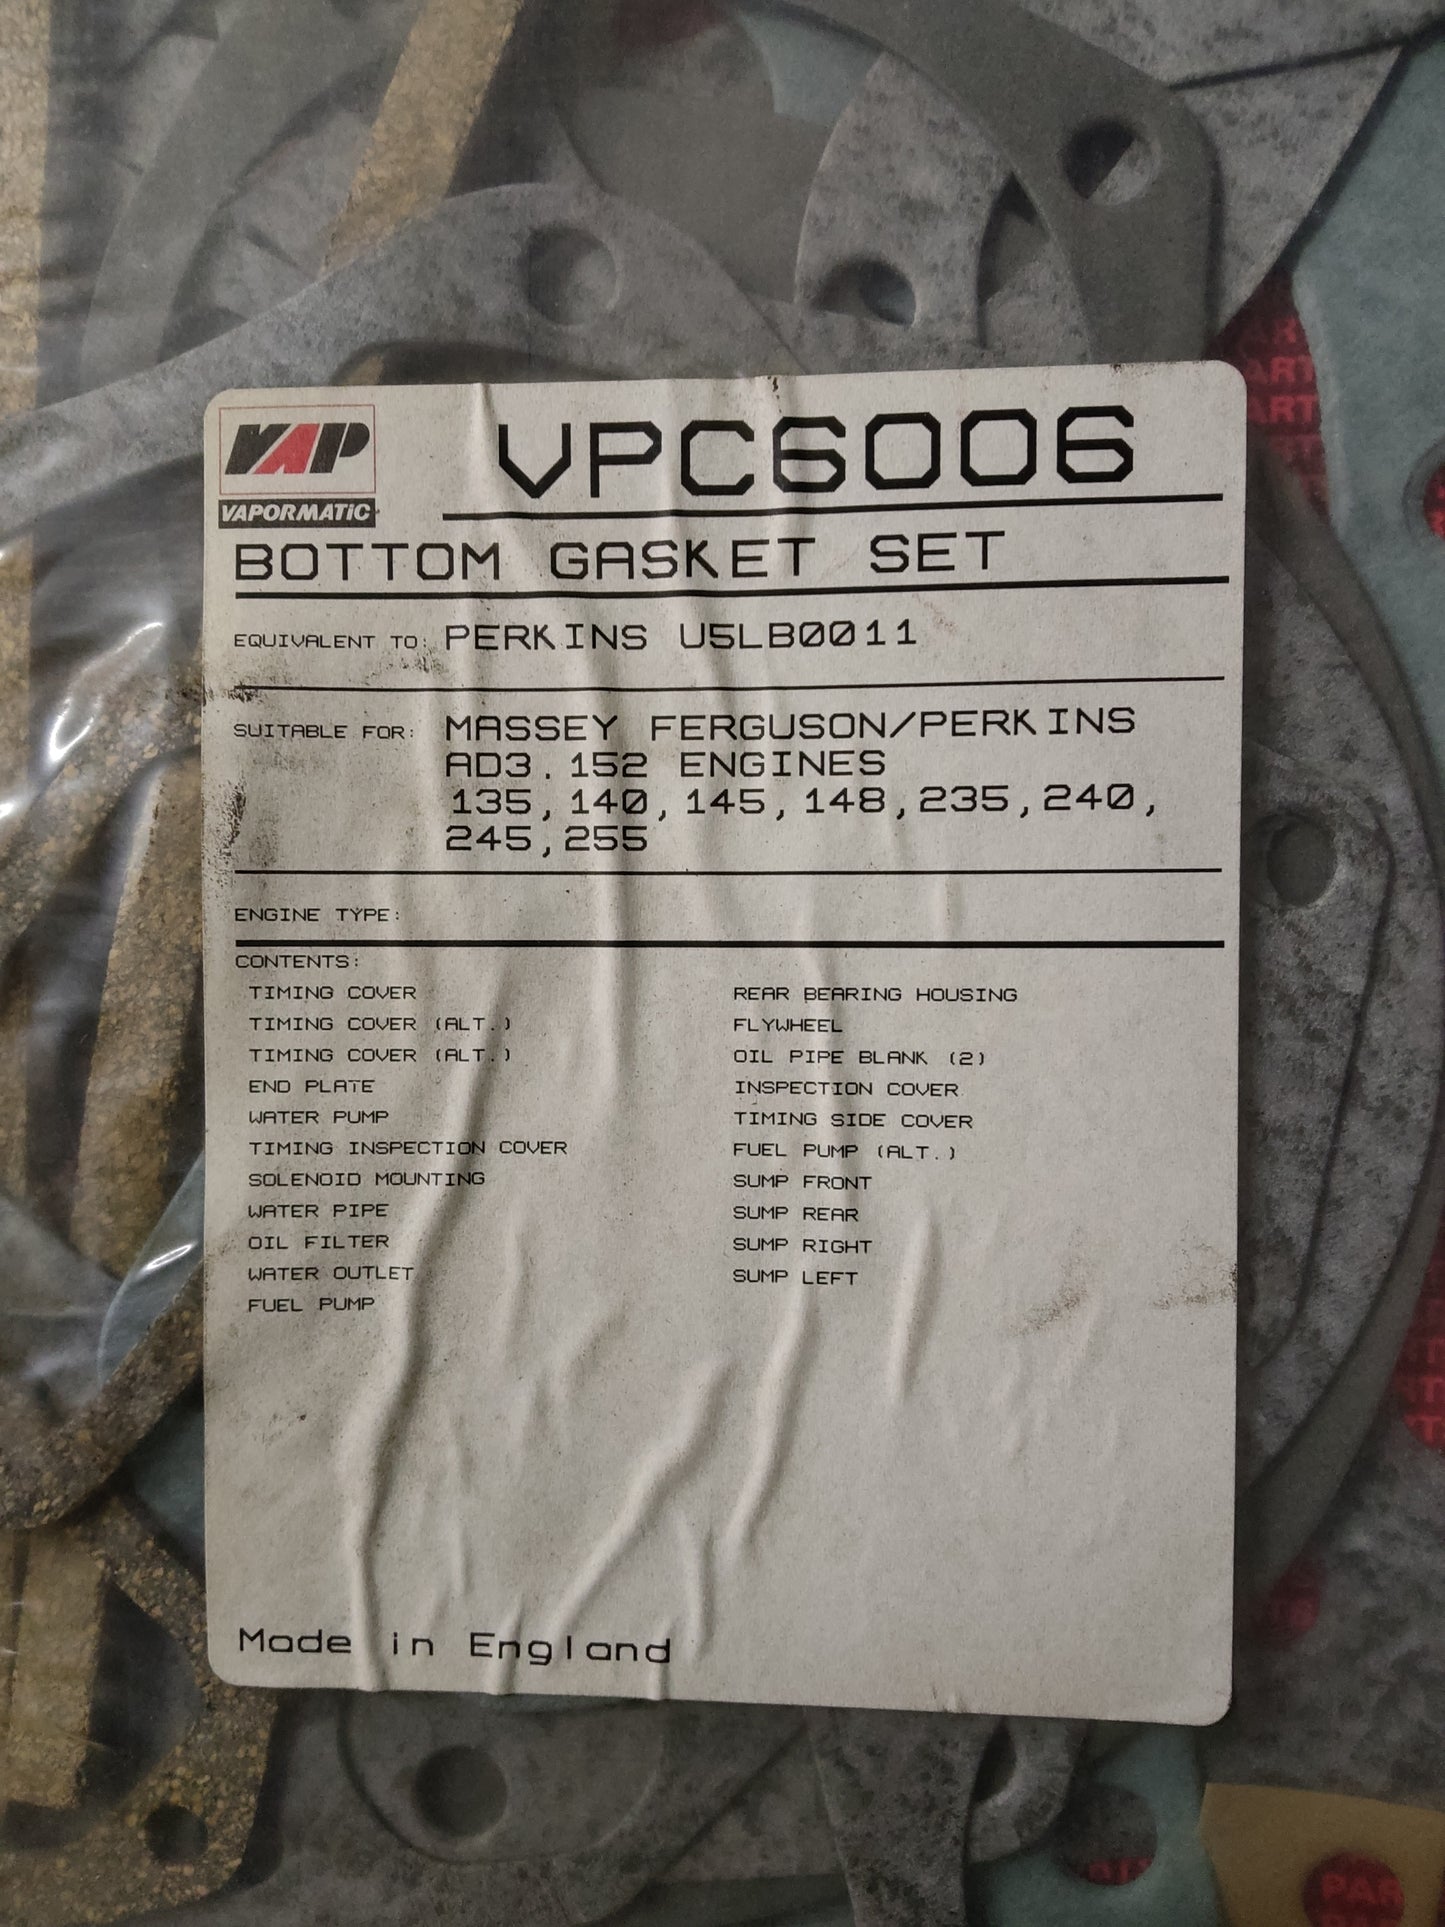 VAP
VAPORMATIC
VPC6006
BOTTOM GASKET SET
EQUIVALENT TO: PERKINS U5LB0011
SUITABLE FOR: MASSEY FERGUSON/PERKINS
AD3.152 ENGINES
135,140,145,148,235,240,
245,255
ENGINE TYPE:
CONTENTS:
TIMING COVER
TIMING COVER (ALT.)
TIMING COVER (ALT.)
END PLATE
WATER PUMP
TIMING INSPECTION COVER
SOLENOID MOUNTING
WATER PIPE
OIL FILTER
WATER OUTLET
FUEL PUMP
REAR BEARING HOUSING
FLYWHEEL
OIL PIPE BLANK (2)
INSPECTION COVER
TIMING SIDE COVER
FUEL PUMP (ALT.)
SUMP FRONT
SUMP REAR
SUMP RIGHT
SUMP LEFT
Made in England